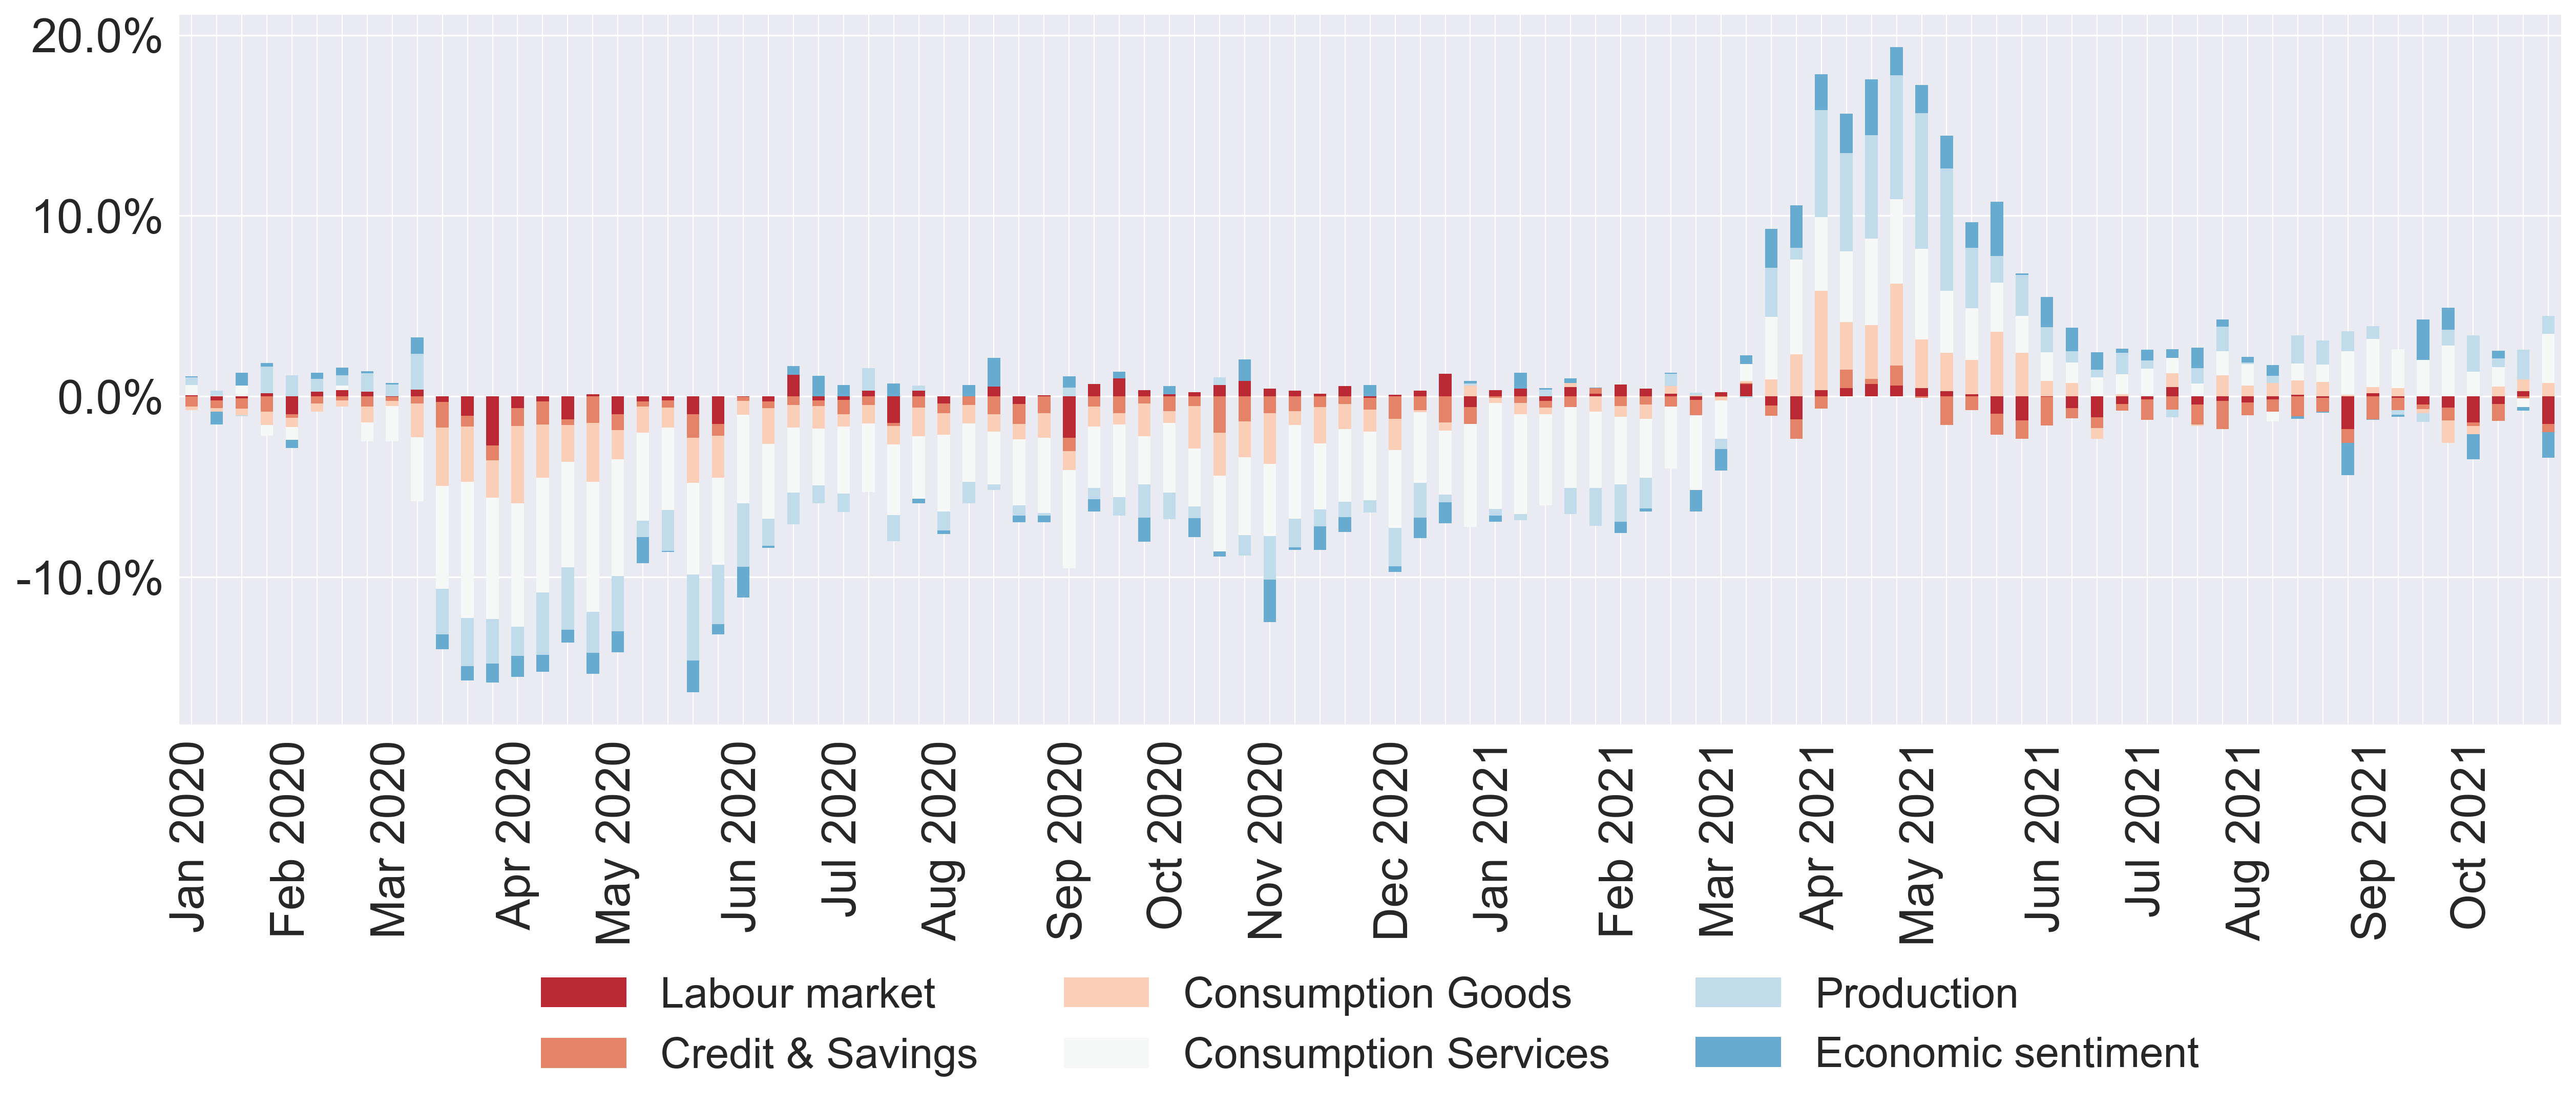 20.0%
10.0%
0.0%
-10.0%
Jan 2020
Feb 2020
Mar 2020
Apr 2020
May 2020
Jun 2020
Jul 2020
Aug 2020
Sep 2020
Oct 2020
Nov 2020
Dec 2020
Jan 2021
Feb 2021
Mar 2021
Apr 2021
May 2021
Jun 2021
Jul 2021
Aug 2021
Sep 2021
Oct 2021
Labour market
Consumption Goods
Production
Credit & Savings
Consumption Services
Economic sentiment